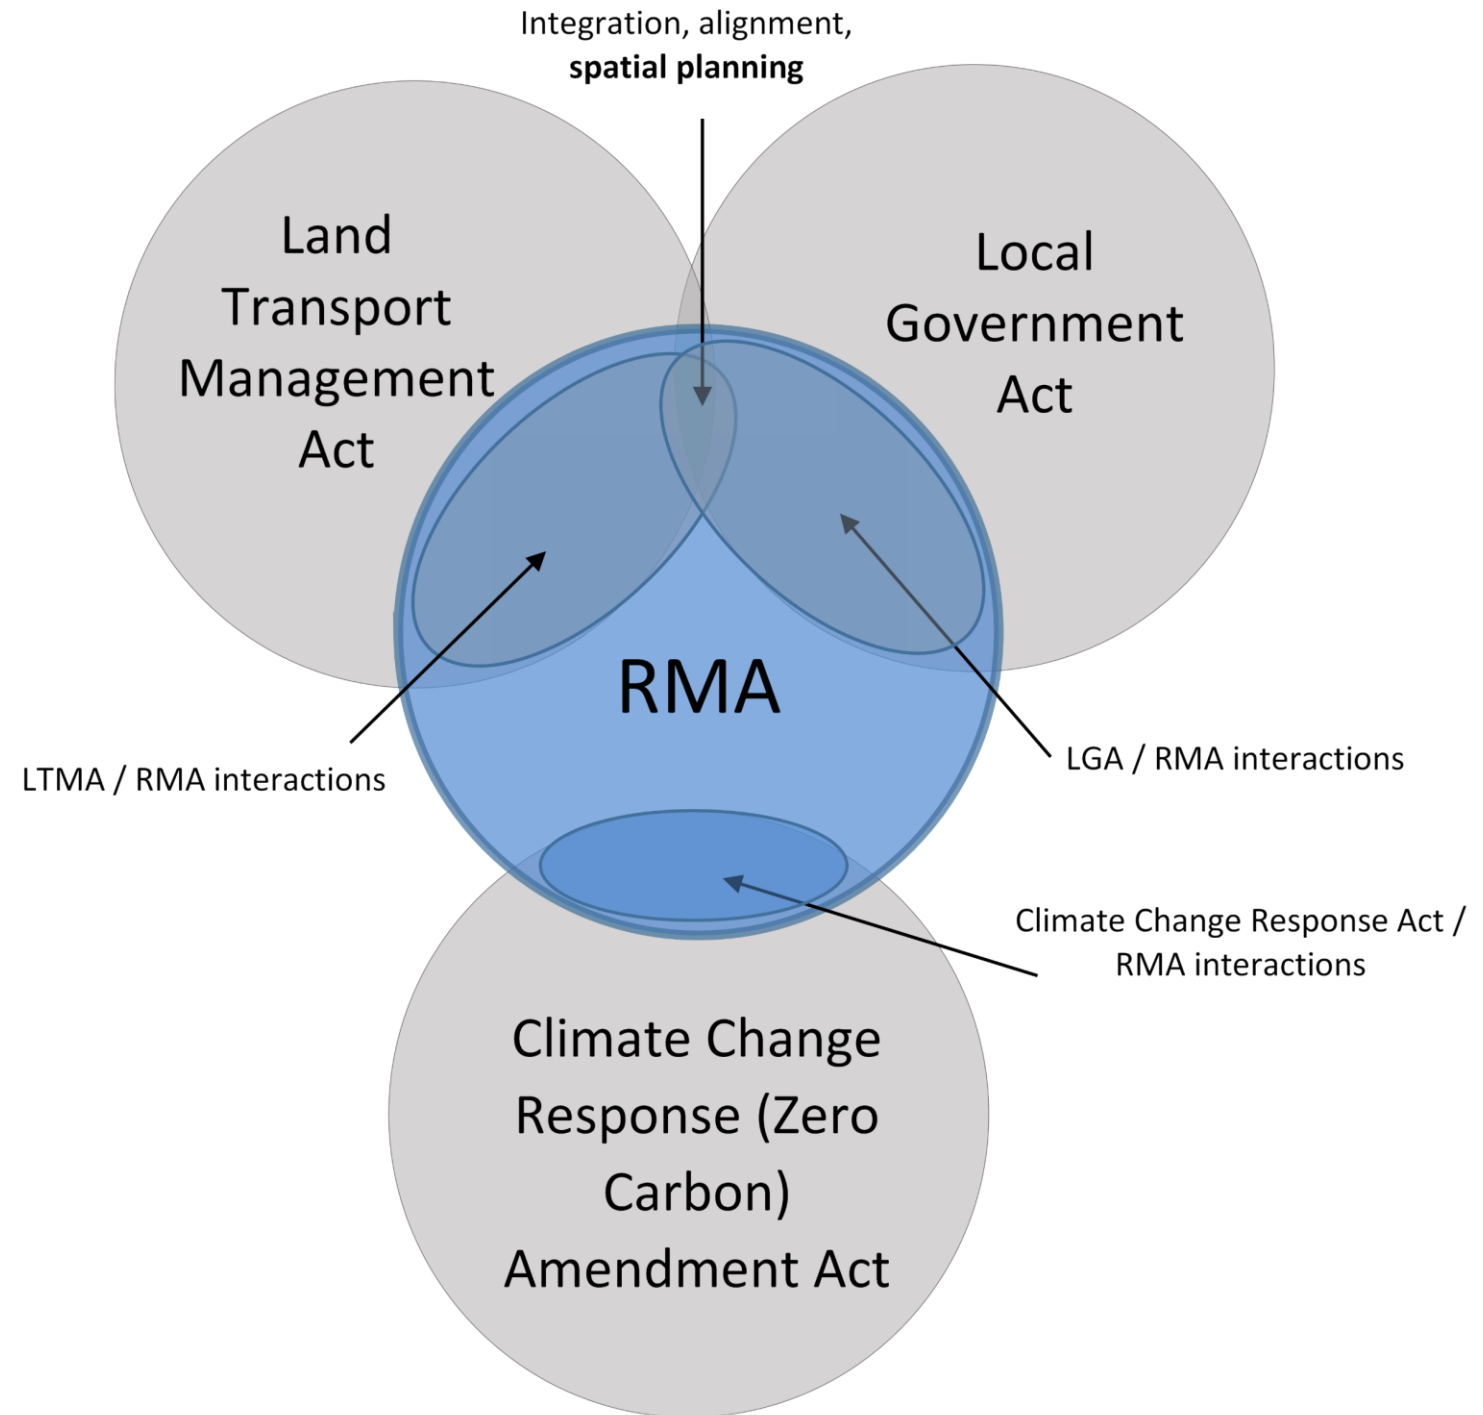 Integration, alignment,
spatial planning
Land
Transport
Management
Act
Local
Government
Act
RMA
LTMA / RMA interactions
LGA / RMA interactions
Climate Change Response Act /
RMA interactions
Climate Change
Response (Zero
Carbon)
Amendment Act